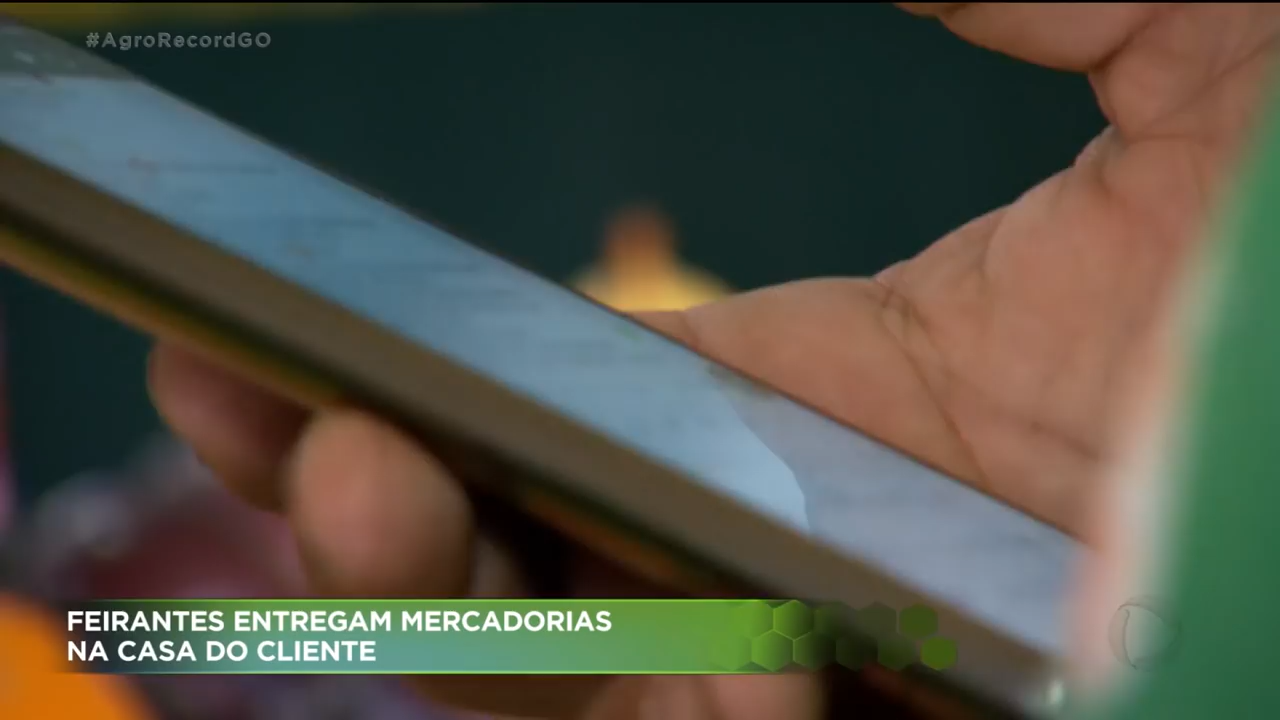 #AgroRecordGO
FEIRANTES ENTREGAM MERCADORIAS
NA CASA DO CLIENTE